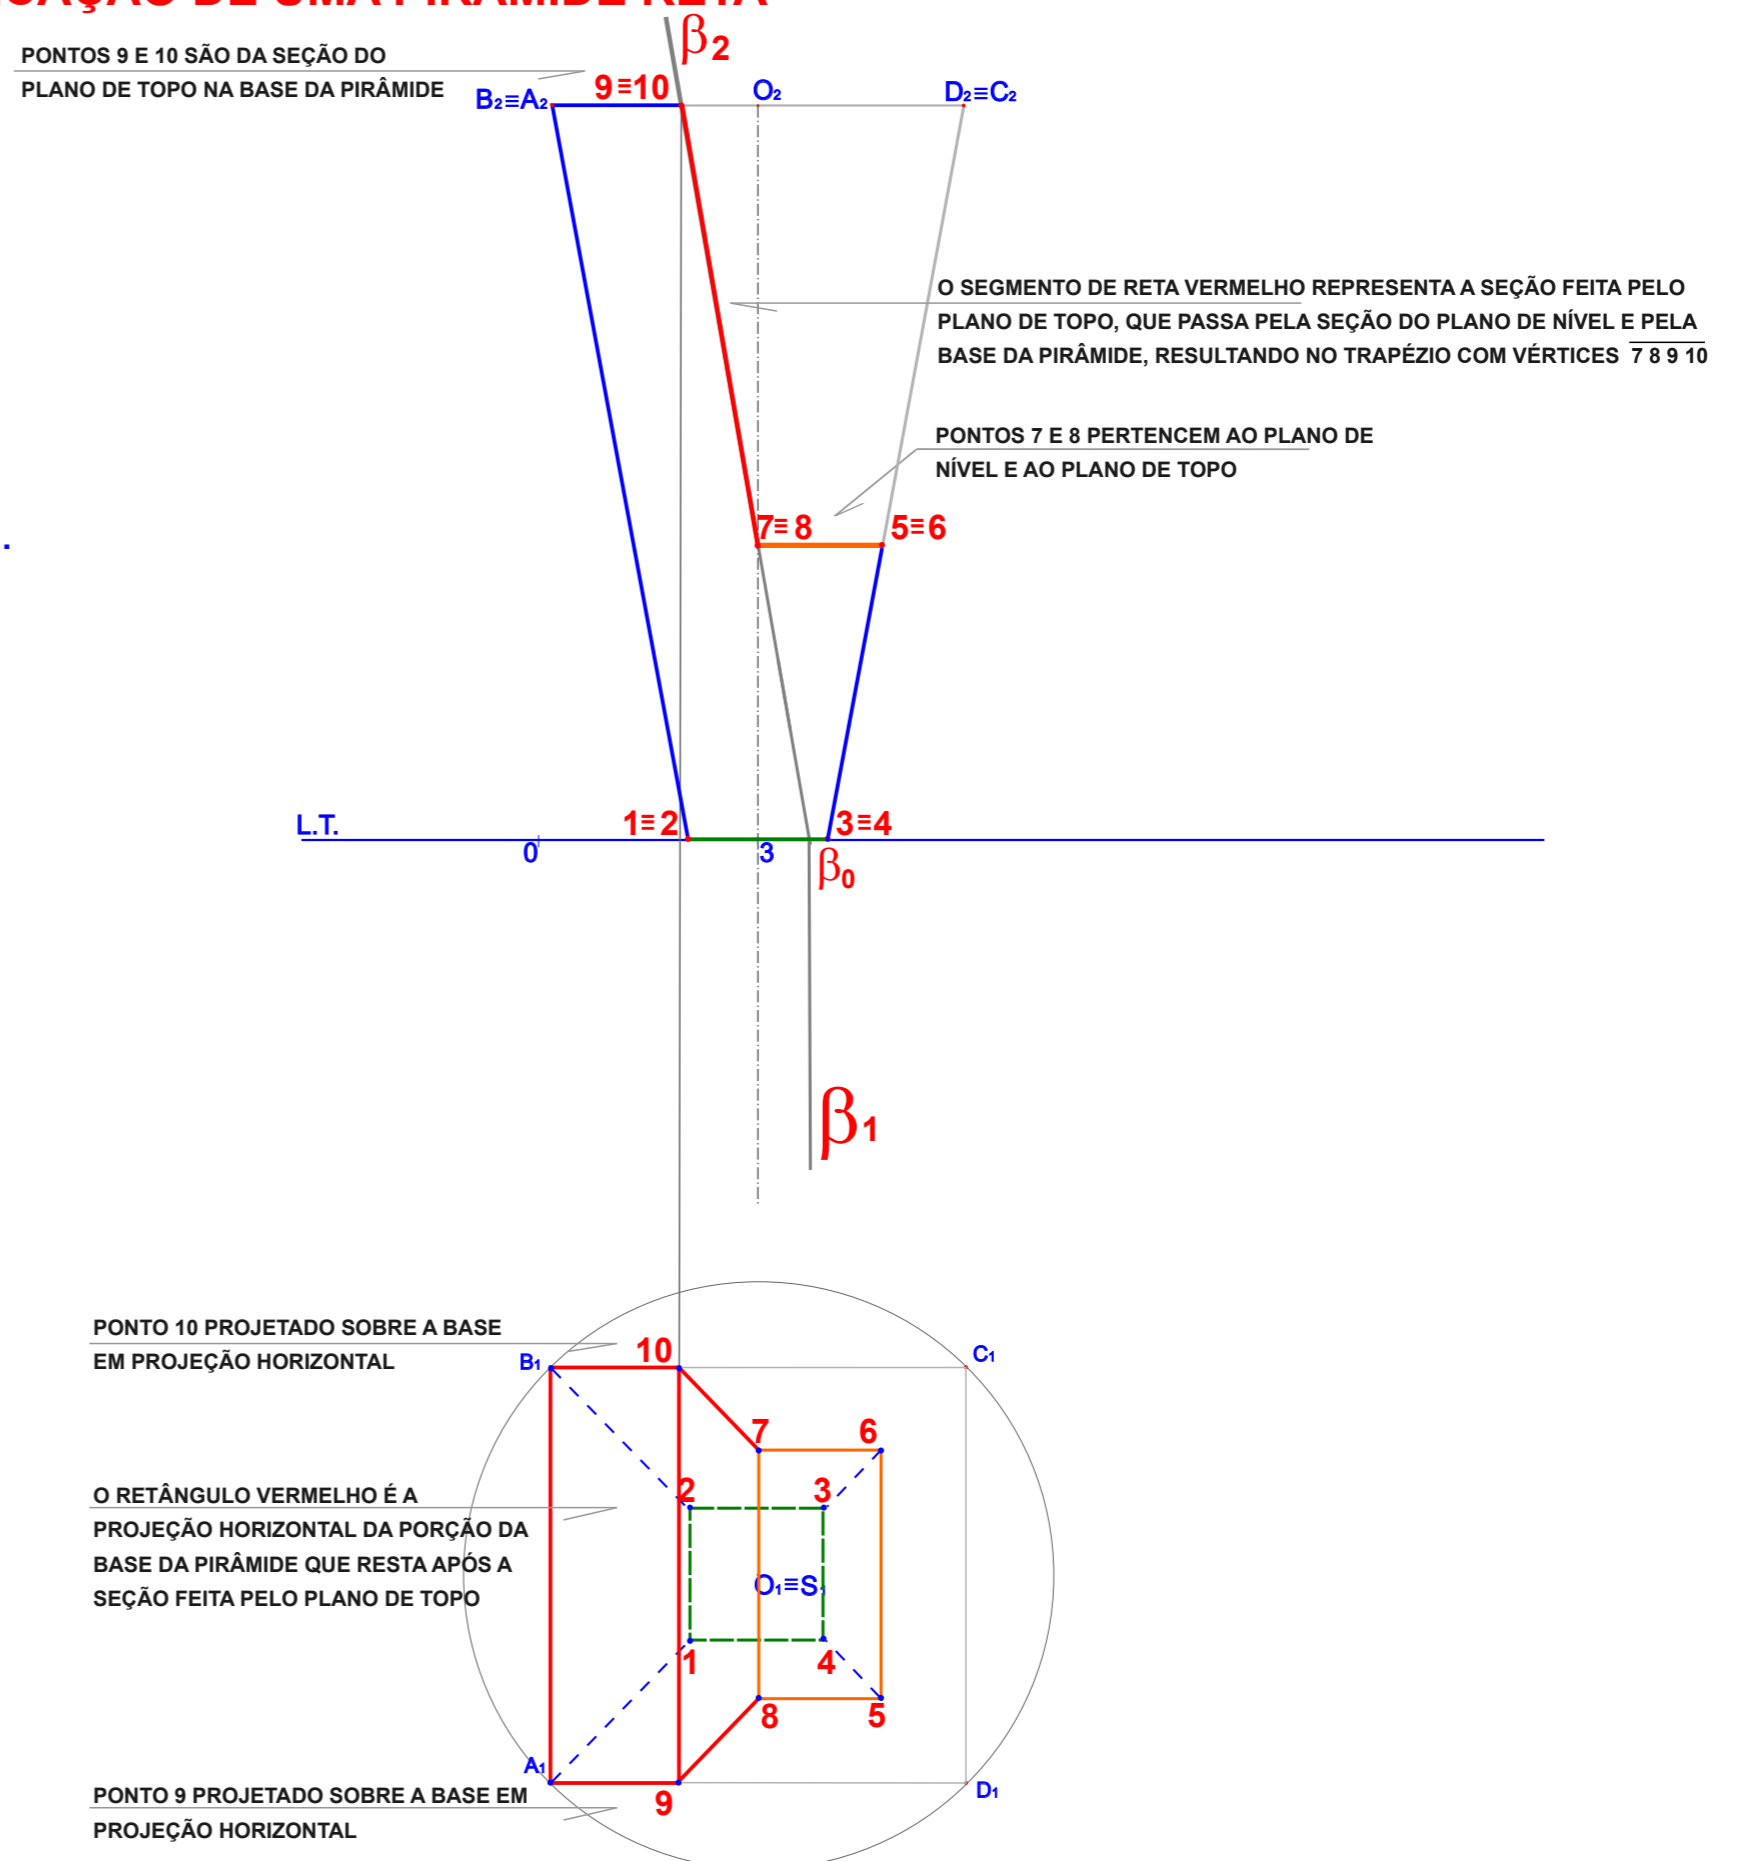 PONTOS 9 E 10 SÃO DA SEÇÃO DO
PLANO DE TOPO NA BASE DA PIRÂMIDE
β2
B2≡A2
9≡10
O2
D2≡C2
O SEGMENTO DE RETA VERMELHO REPRESENTA A SEÇÃO FEITA PELO
PLANO DE TOPO, QUE PASSA PELA SEÇÃO DO PLANO DE NÍVEL E PELA
BASE DA PIRÂMIDE, RESULTANDO NO TRAPÉZIO COM VÉRTICES 7 8 9 10
PONTOS 7 E 8 PERTENCEM AO PLANO DE
NÍVEL E AO PLANO DE TOPO
7≡8
5≡6
.
L.T.
1≡2
3≡4
0
3
β0
β1
PONTO 10 PROJETADO SOBRE A BASE
EM PROJEÇÃO HORIZONTAL
B1
10
C1
7
6
2
3
O RETÂNGULO VERMELHO É A
PROJEÇÃO HORIZONTAL DA PORÇÃO DA
BASE DA PIRÂMIDE QUE RESTA APÓS A
SEÇÃO FEITA PELO PLANO DE TOPO
O1≡S1
1
4
8
5
A1
9
D1
PONTO 9 PROJETADO SOBRE A BASE EM
PROJEÇÃO HORIZONTAL